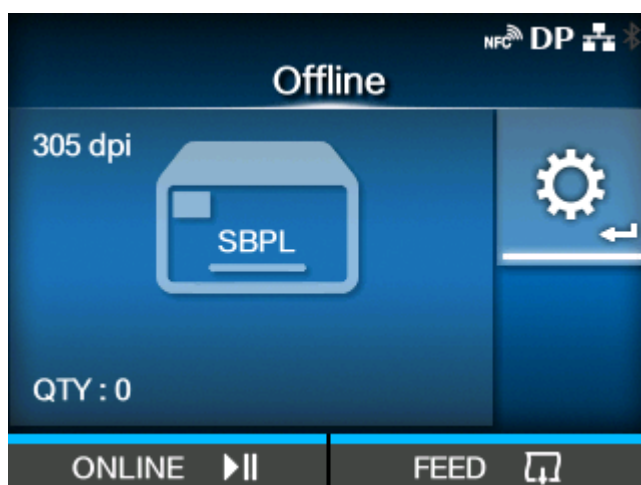 NFC DP
Offline
305 dpi
SBPL
QTY : 0
ONLINE
FEED